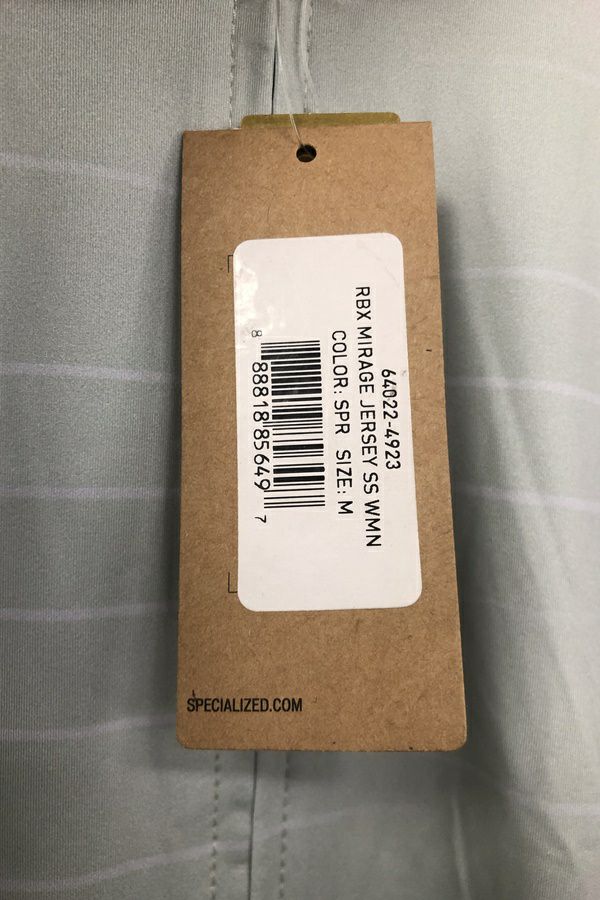 64022-4923
RBX MIRAGE JERSEY SS WMN
COLOR: SPR SIZE: M
8 88818 85649 7
SPECIALIZED.COM